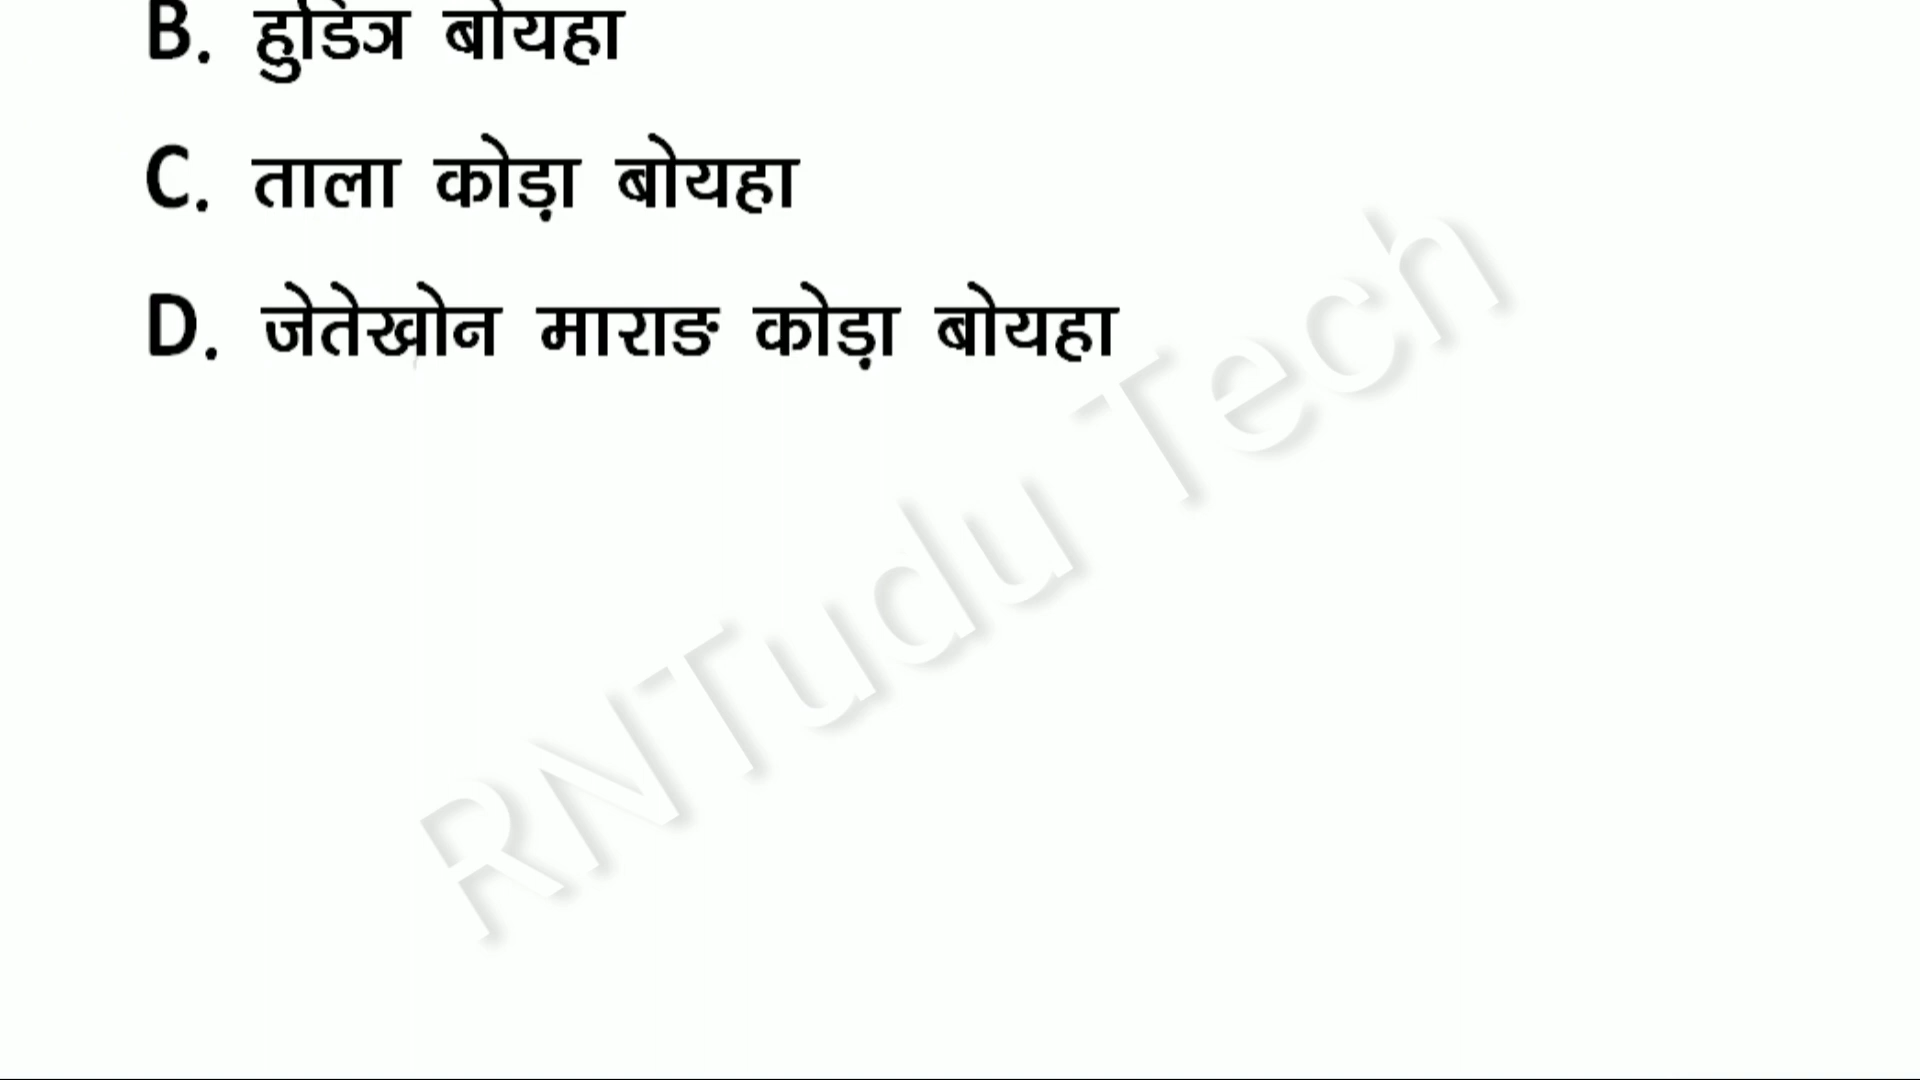 B. हुडिञ बोयहा
C. ताला कोड़ा बोयहा
D. जेतेखोन माराङ कोड़ा बोयहा
RNTudu Tech